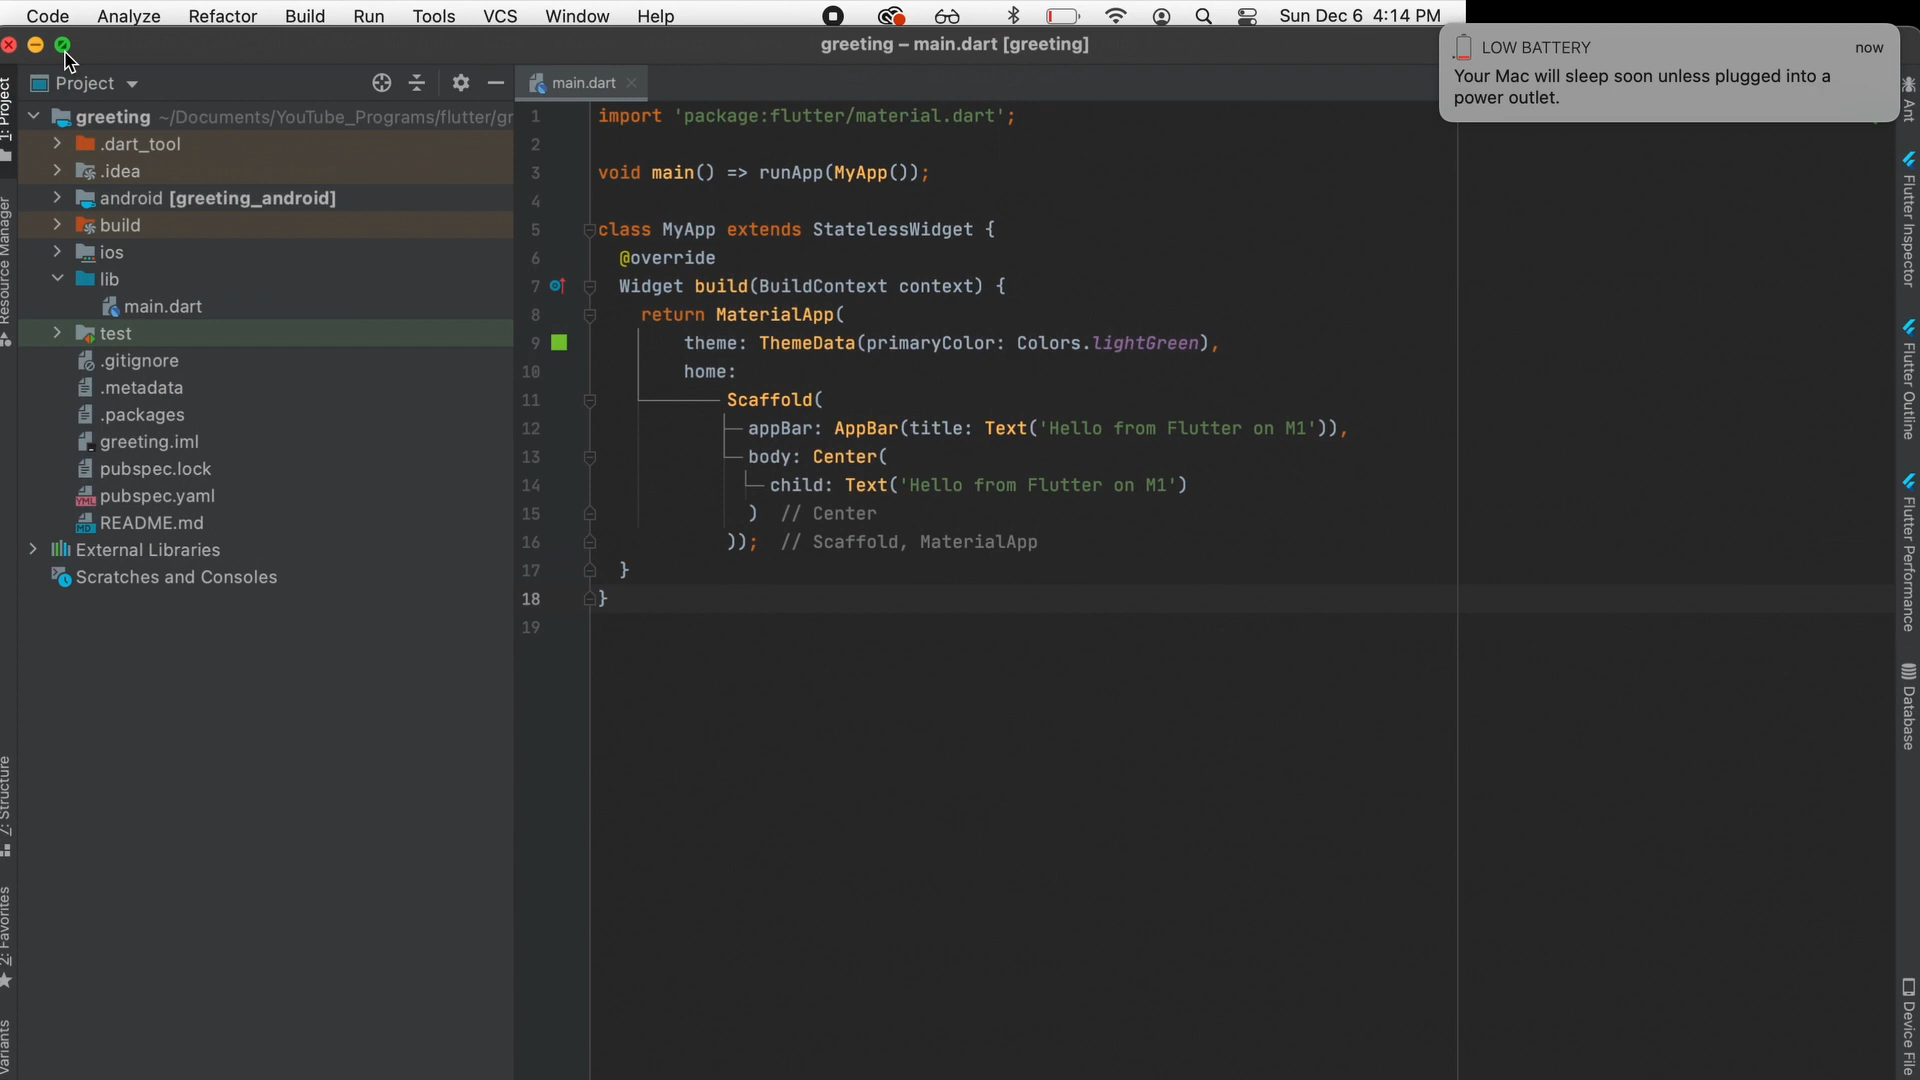 Code Analyze Refactor Build Run Tools VCS Window Help Sun Dec 6 4:14 PM
greeting – main.dart [greeting]
LOW BATTERY now
Your Mac will sleep soon unless plugged into a
power outlet.
Project
main.dart
greeting ~/Documents/YouTube_Programs/flutter/gr
.dart_tool
.idea
android [greeting_android]
build
ios
lib
main.dart
test
.gitignore
.metadata
.packages
greeting.iml
pubspec.lock
pubspec.yaml
README.md
External Libraries
Scratches and Consoles
1 import 'package:flutter/material.dart';
2
3 void main() => runApp(MyApp());
4
5 class MyApp extends StatelessWidget {
6 @override
7 Widget build(BuildContext context) {
8 return MaterialApp(
9 theme: ThemeData(primaryColor: Colors.lightGreen),
10 home:
11 Scaffold(
12 appBar: AppBar(title: Text('Hello from Flutter on M1')),
13 body: Center(
14 child: Text('Hello from Flutter on M1')
15 ) // Center
16 )); // Scaffold, MaterialApp
17 }
18 }
19
1: Project
Resource Manager
7: Structure
2: Favorites
Variants
Ant
Flutter Inspector
Flutter Outline
Flutter Performance
Database
Device File